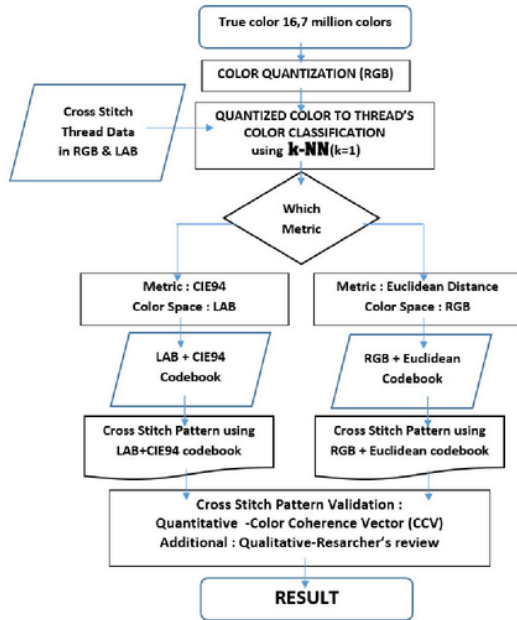 True color 16,7 million colors
COLOR QUANTIZATION (RGB)
Cross Stitch
Thread Data
in RGB & LAB
QUANTIZED COLOR TO THREAD'S
COLOR CLASSIFICATION
using k-NN(k=1)
Which
Metric
Metric : CIE94
Color Space : LAB
Metric : Euclidean Distance
Color Space : RGB
LAB + CIE94
Codebook
RGB + Euclidean
Codebook
Cross Stitch Pattern using
LAB+CIE94 codebook
Cross Stitch Pattern using
RGB + Euclidean codebook
Cross Stitch Pattern Validation :
Quantitative -Color Coherence Vector (CCV)
Additional : Qualitative-Resarcher's review
RESULT